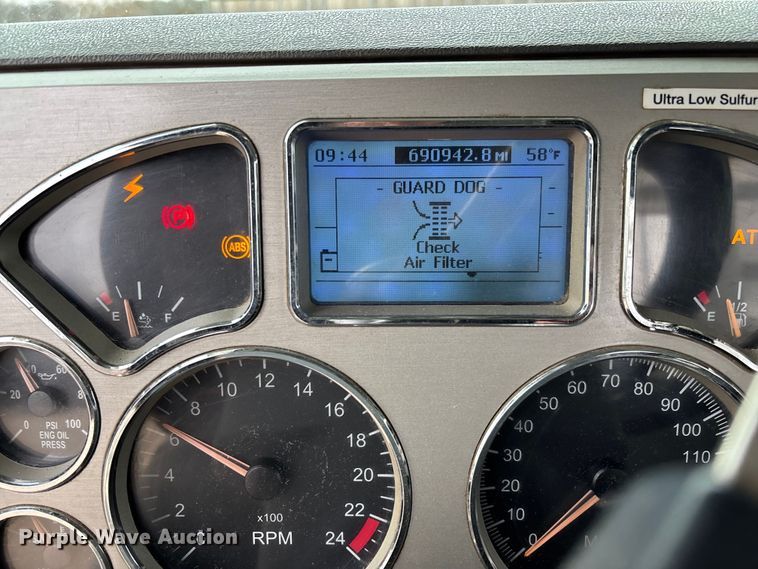 Ultra Low Sulfur
09:44 690942.8 MI 58°F
- GUARD DOG -
Check
Air Filter
P
ABS
AT
E F
E 1/2
0 20 40 60 8 100
PSI
ENG OIL
PRESS
2 4 6 8 10 12 14 16 18 20 22 24
x100
RPM
0 10 20 30 40 50 60 70 80 90 100 110
M
Purple Wave Auction